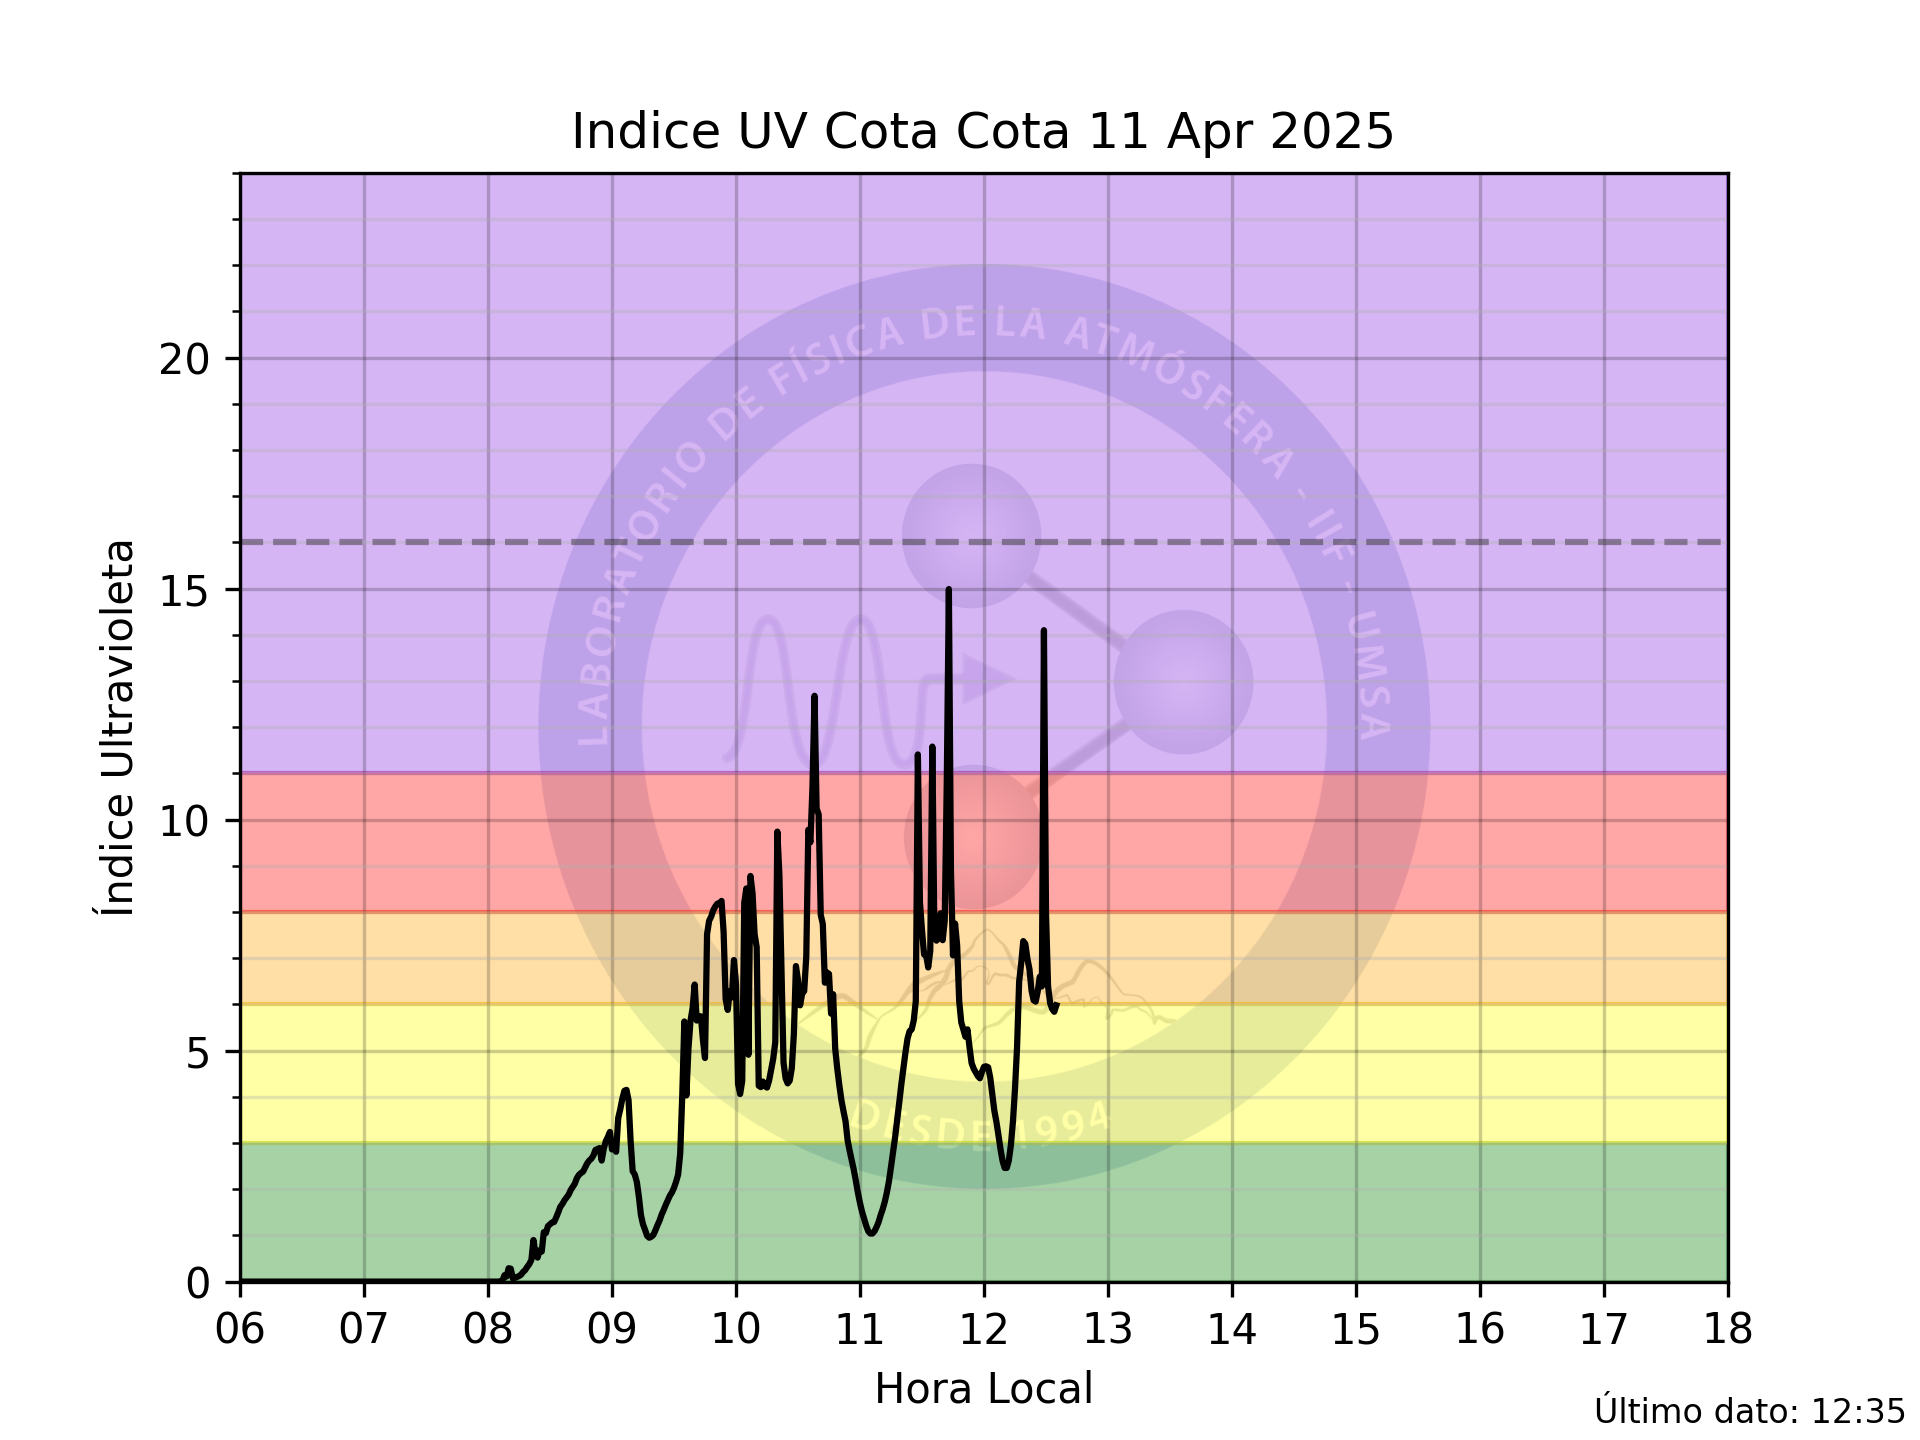 Indice UV Cota Cota 11 Apr 2025
LABORATORIO DE FÍSICA DE LA ATMÓSFERA - IIF - UMSA
DESDE 1994
Índice Ultravioleta
20
15
10
5
0
06 07 08 09 10 11 12 13 14 15 16 17 18
Hora Local
Último dato: 12:35